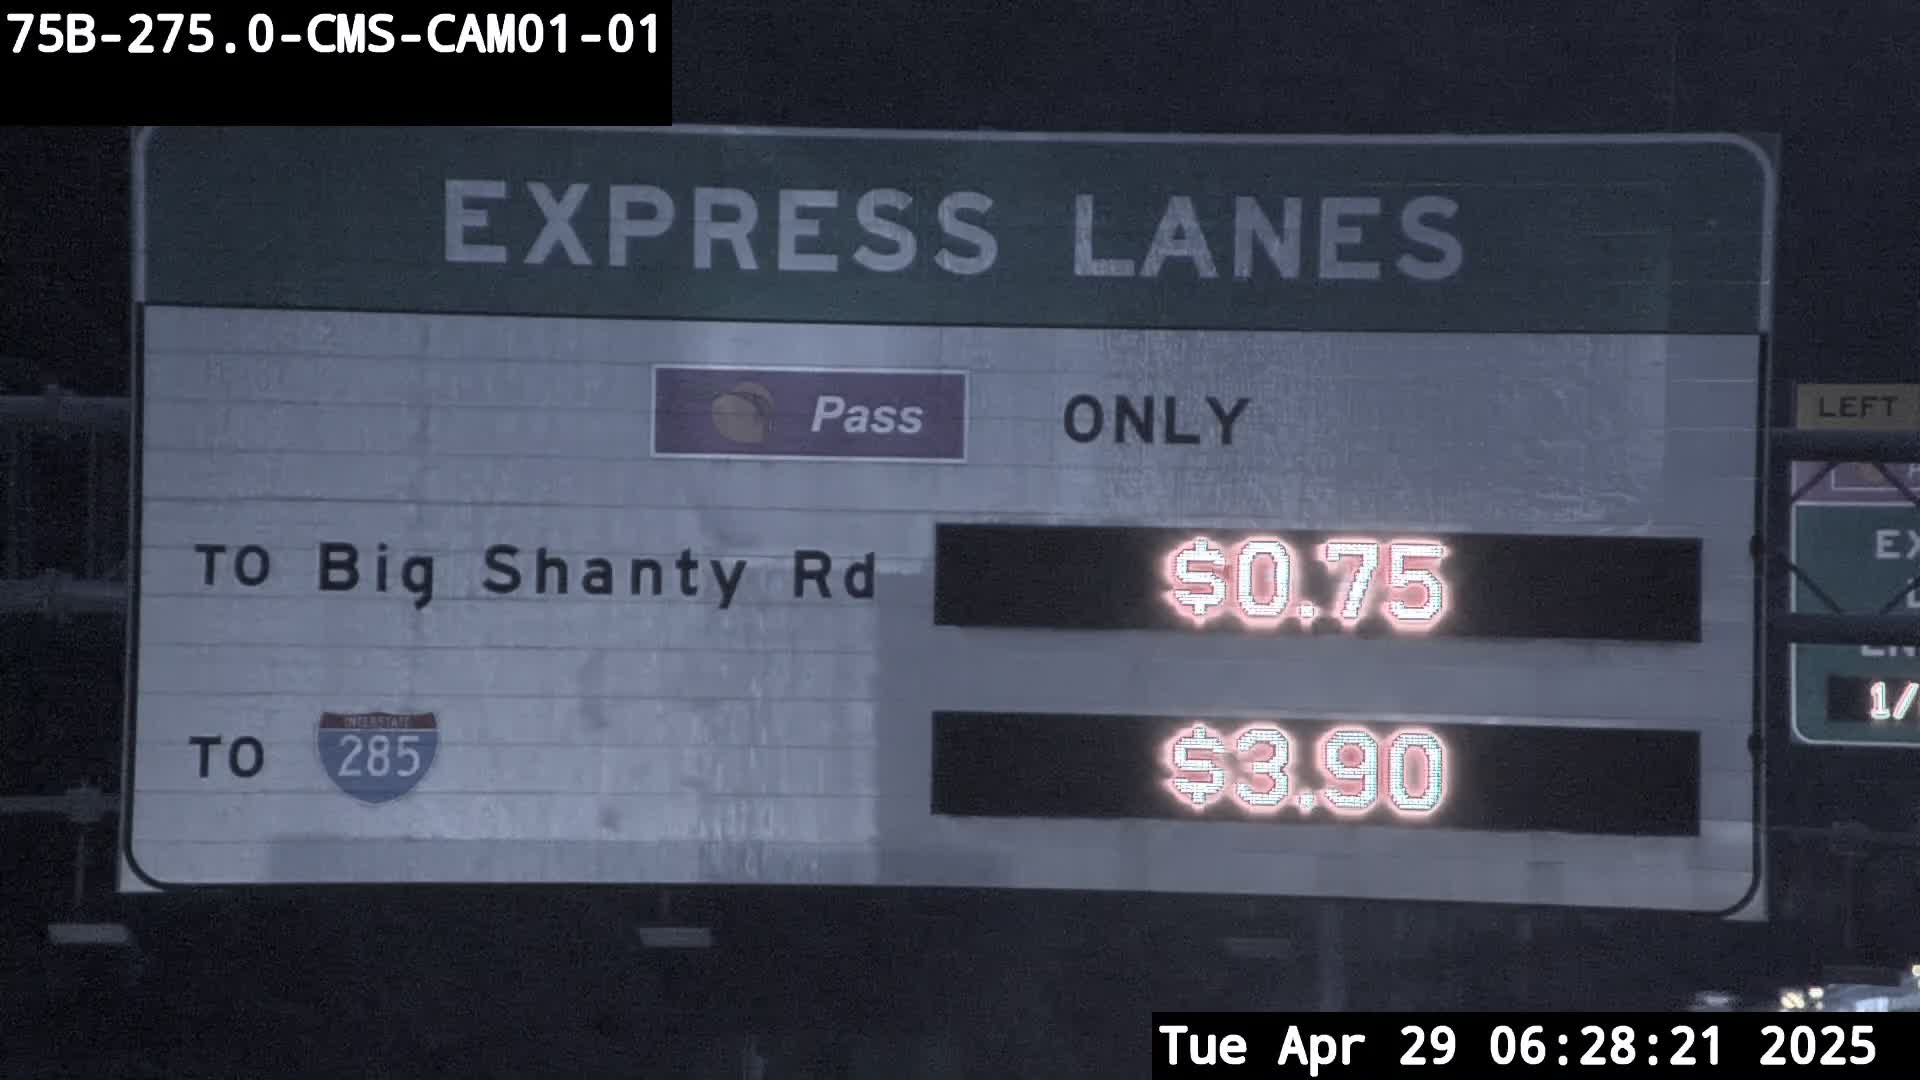 75B-275.0-CMS-CAM01-01
EXPRESS LANES
Pass ONLY
TO Big Shanty Rd $0.75
TO INTERSTATE 285 $3.90
LEFT
1/
Tue Apr 29 06:28:21 2025